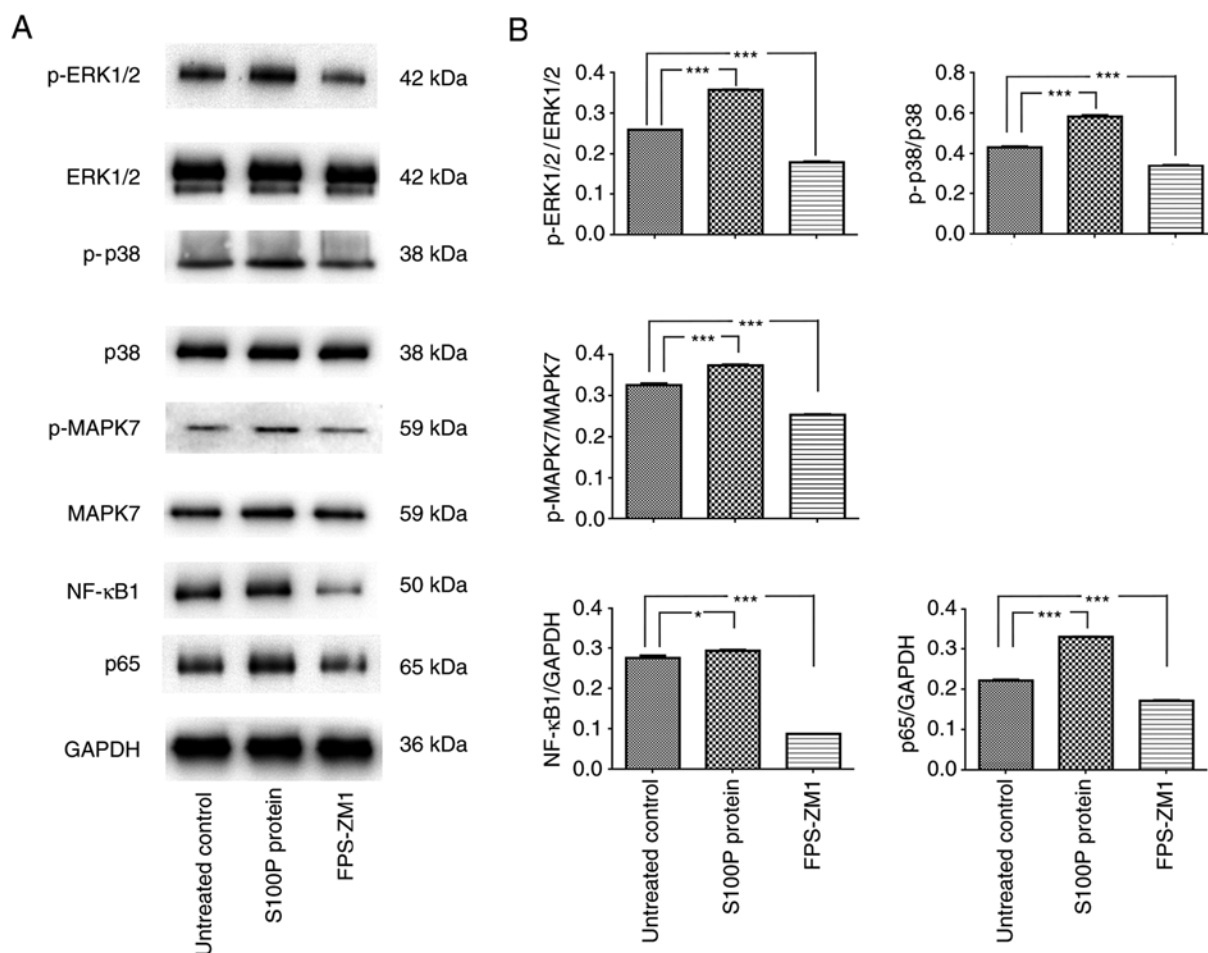 A
p-ERK1/2
42 kDa
ERK1/2
42 kDa
p-p38
38 kDa
p38
38 kDa
p-MAPK7
59 kDa
MAPK7
59 kDa
NF-κB1
50 kDa
p65
65 kDa
GAPDH
36 kDa
Untreated control
S100P protein
FPS-ZM1
B
p-ERK1/2 / ERK1/2
0.4
0.3
0.2
0.1
0.0
***
***
p-p38/p38
0.8
0.6
0.4
0.2
0.0
***
***
p-MAPK7/MAPK7
0.4
0.3
0.2
0.1
0.0
***
***
NF-κB1/GAPDH
0.4
0.3
0.2
0.1
0.0
***
*
Untreated control
S100P protein
FPS-ZM1
p65/GAPDH
0.4
0.3
0.2
0.1
0.0
***
***
Untreated control
S100P protein
FPS-ZM1